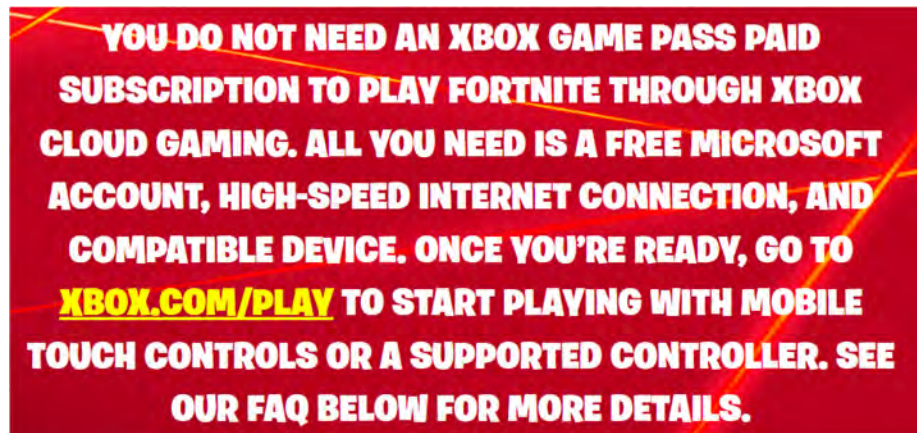 YOU DO NOT NEED AN XBOX GAME PASS PAID
SUBSCRIPTION TO PLAY FORTNITE THROUGH XBOX
CLOUD GAMING. ALL YOU NEED IS A FREE MICROSOFT
ACCOUNT, HIGH-SPEED INTERNET CONNECTION, AND
COMPATIBLE DEVICE. ONCE YOU'RE READY, GO TO
XBOX.COM/PLAY TO START PLAYING WITH MOBILE
TOUCH CONTROLS OR A SUPPORTED CONTROLLER. SEE
OUR FAQ BELOW FOR MORE DETAILS.